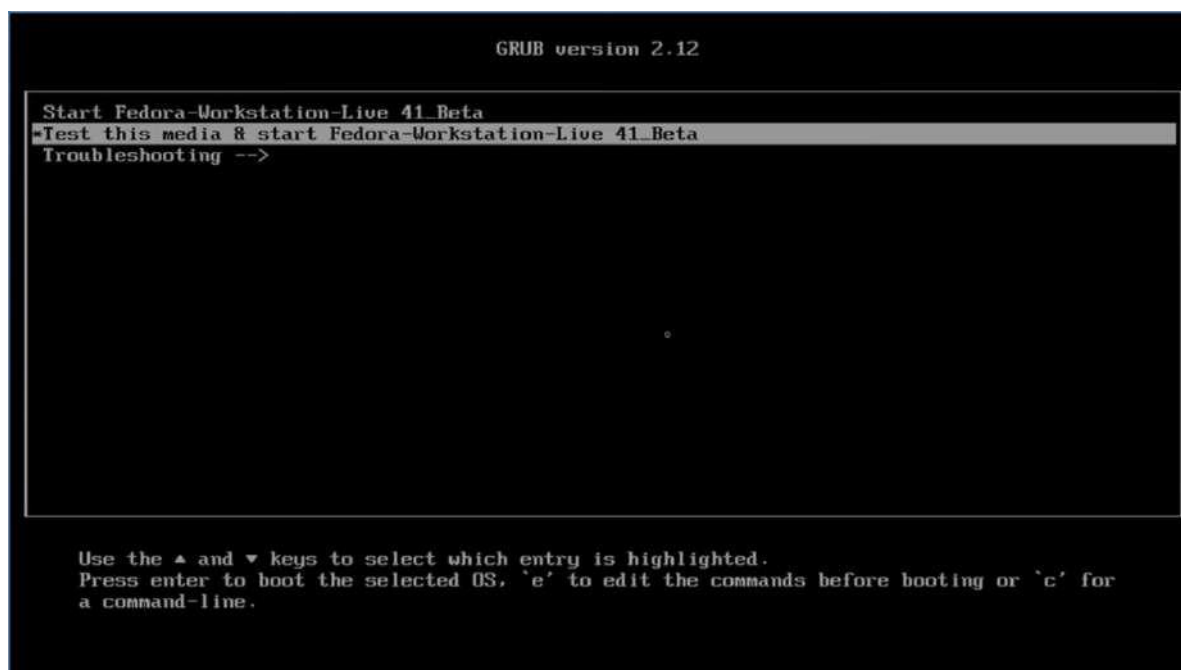 GRUB version 2.12
Start Fedora-Workstation-Live 41_Beta
*Test this media & start Fedora-Workstation-Live 41_Beta
Troubleshooting -->
Use the ▲ and ▼ keys to select which entry is highlighted.
Press enter to boot the selected OS, `e' to edit the commands before booting or `c' for
a command-line.